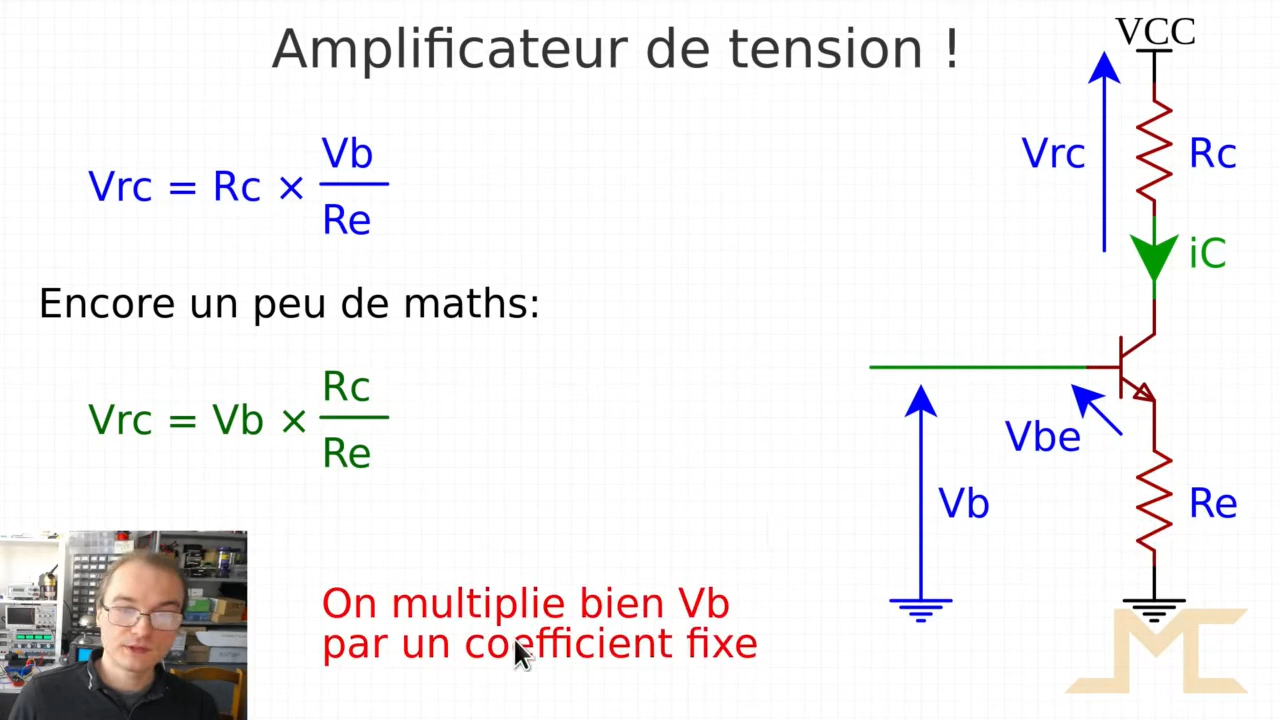 Amplificateur de tension !
VCC
Vrc = Rc × Vb
Re
Vrc
Rc
iC
Encore un peu de maths:
Vrc = Vb × Rc
Re
Vbe
Vb
Re
On multiplie bien Vb
par un coefficient fixe